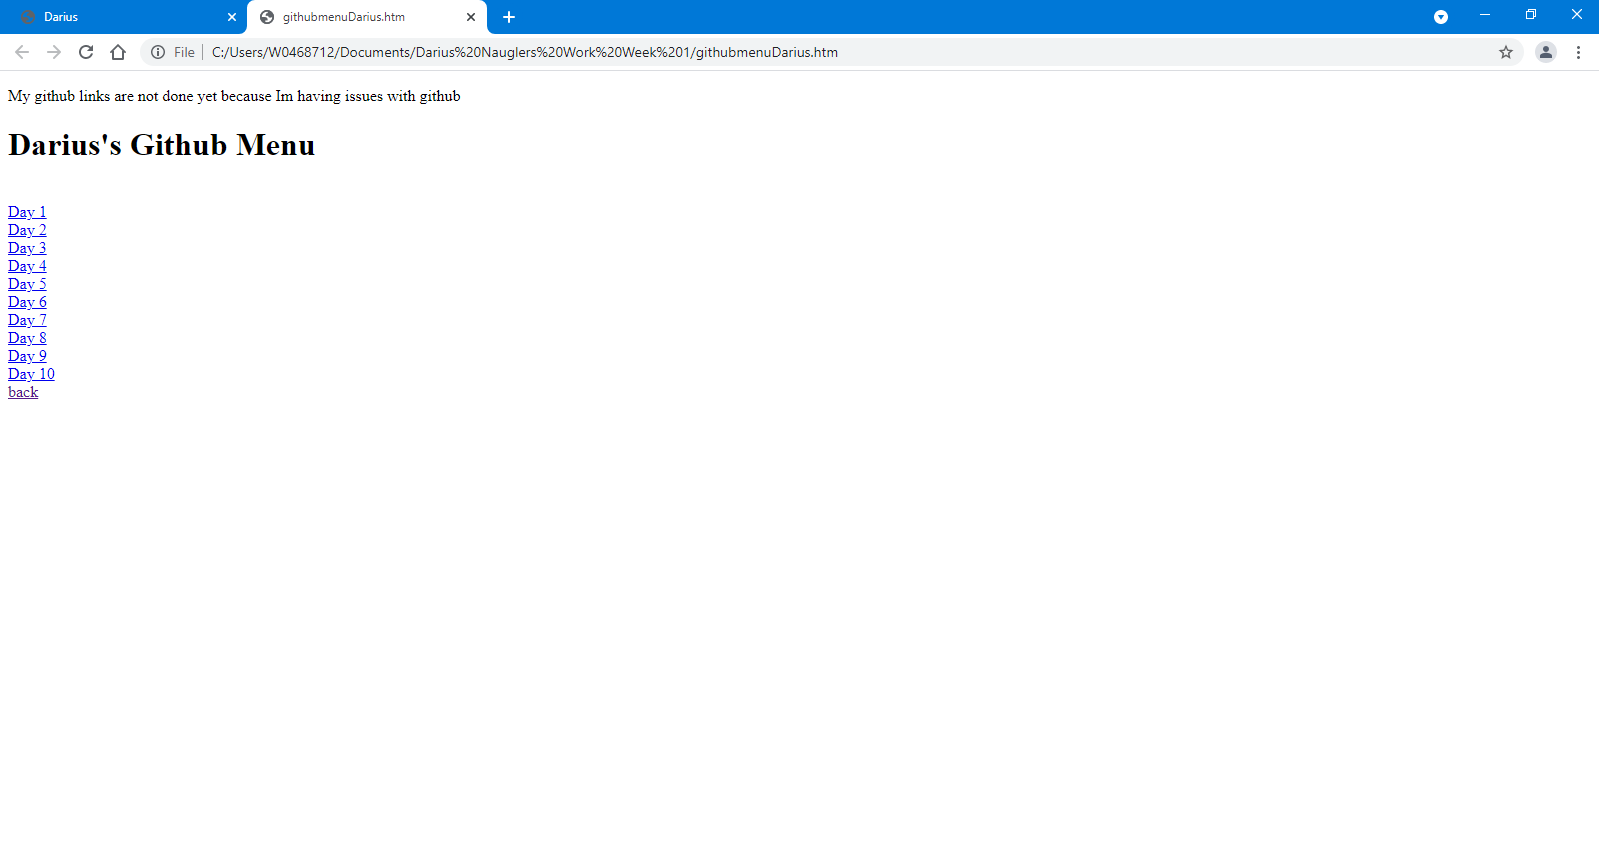 Darius
githubmenuDarius.htm
File
C:/Users/W0468712/Documents/Darius%20Nauglers%20Work%20Week%201/githubmenuDarius.htm
My github links are not done yet because Im having issues with github
Darius's Github Menu
Day 1
Day 2
Day 3
Day 4
Day 5
Day 6
Day 7
Day 8
Day 9
Day 10
back